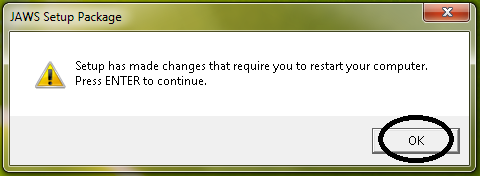 JAWS Setup Package
Setup has made changes that require you to restart your computer.
Press ENTER to continue.
OK